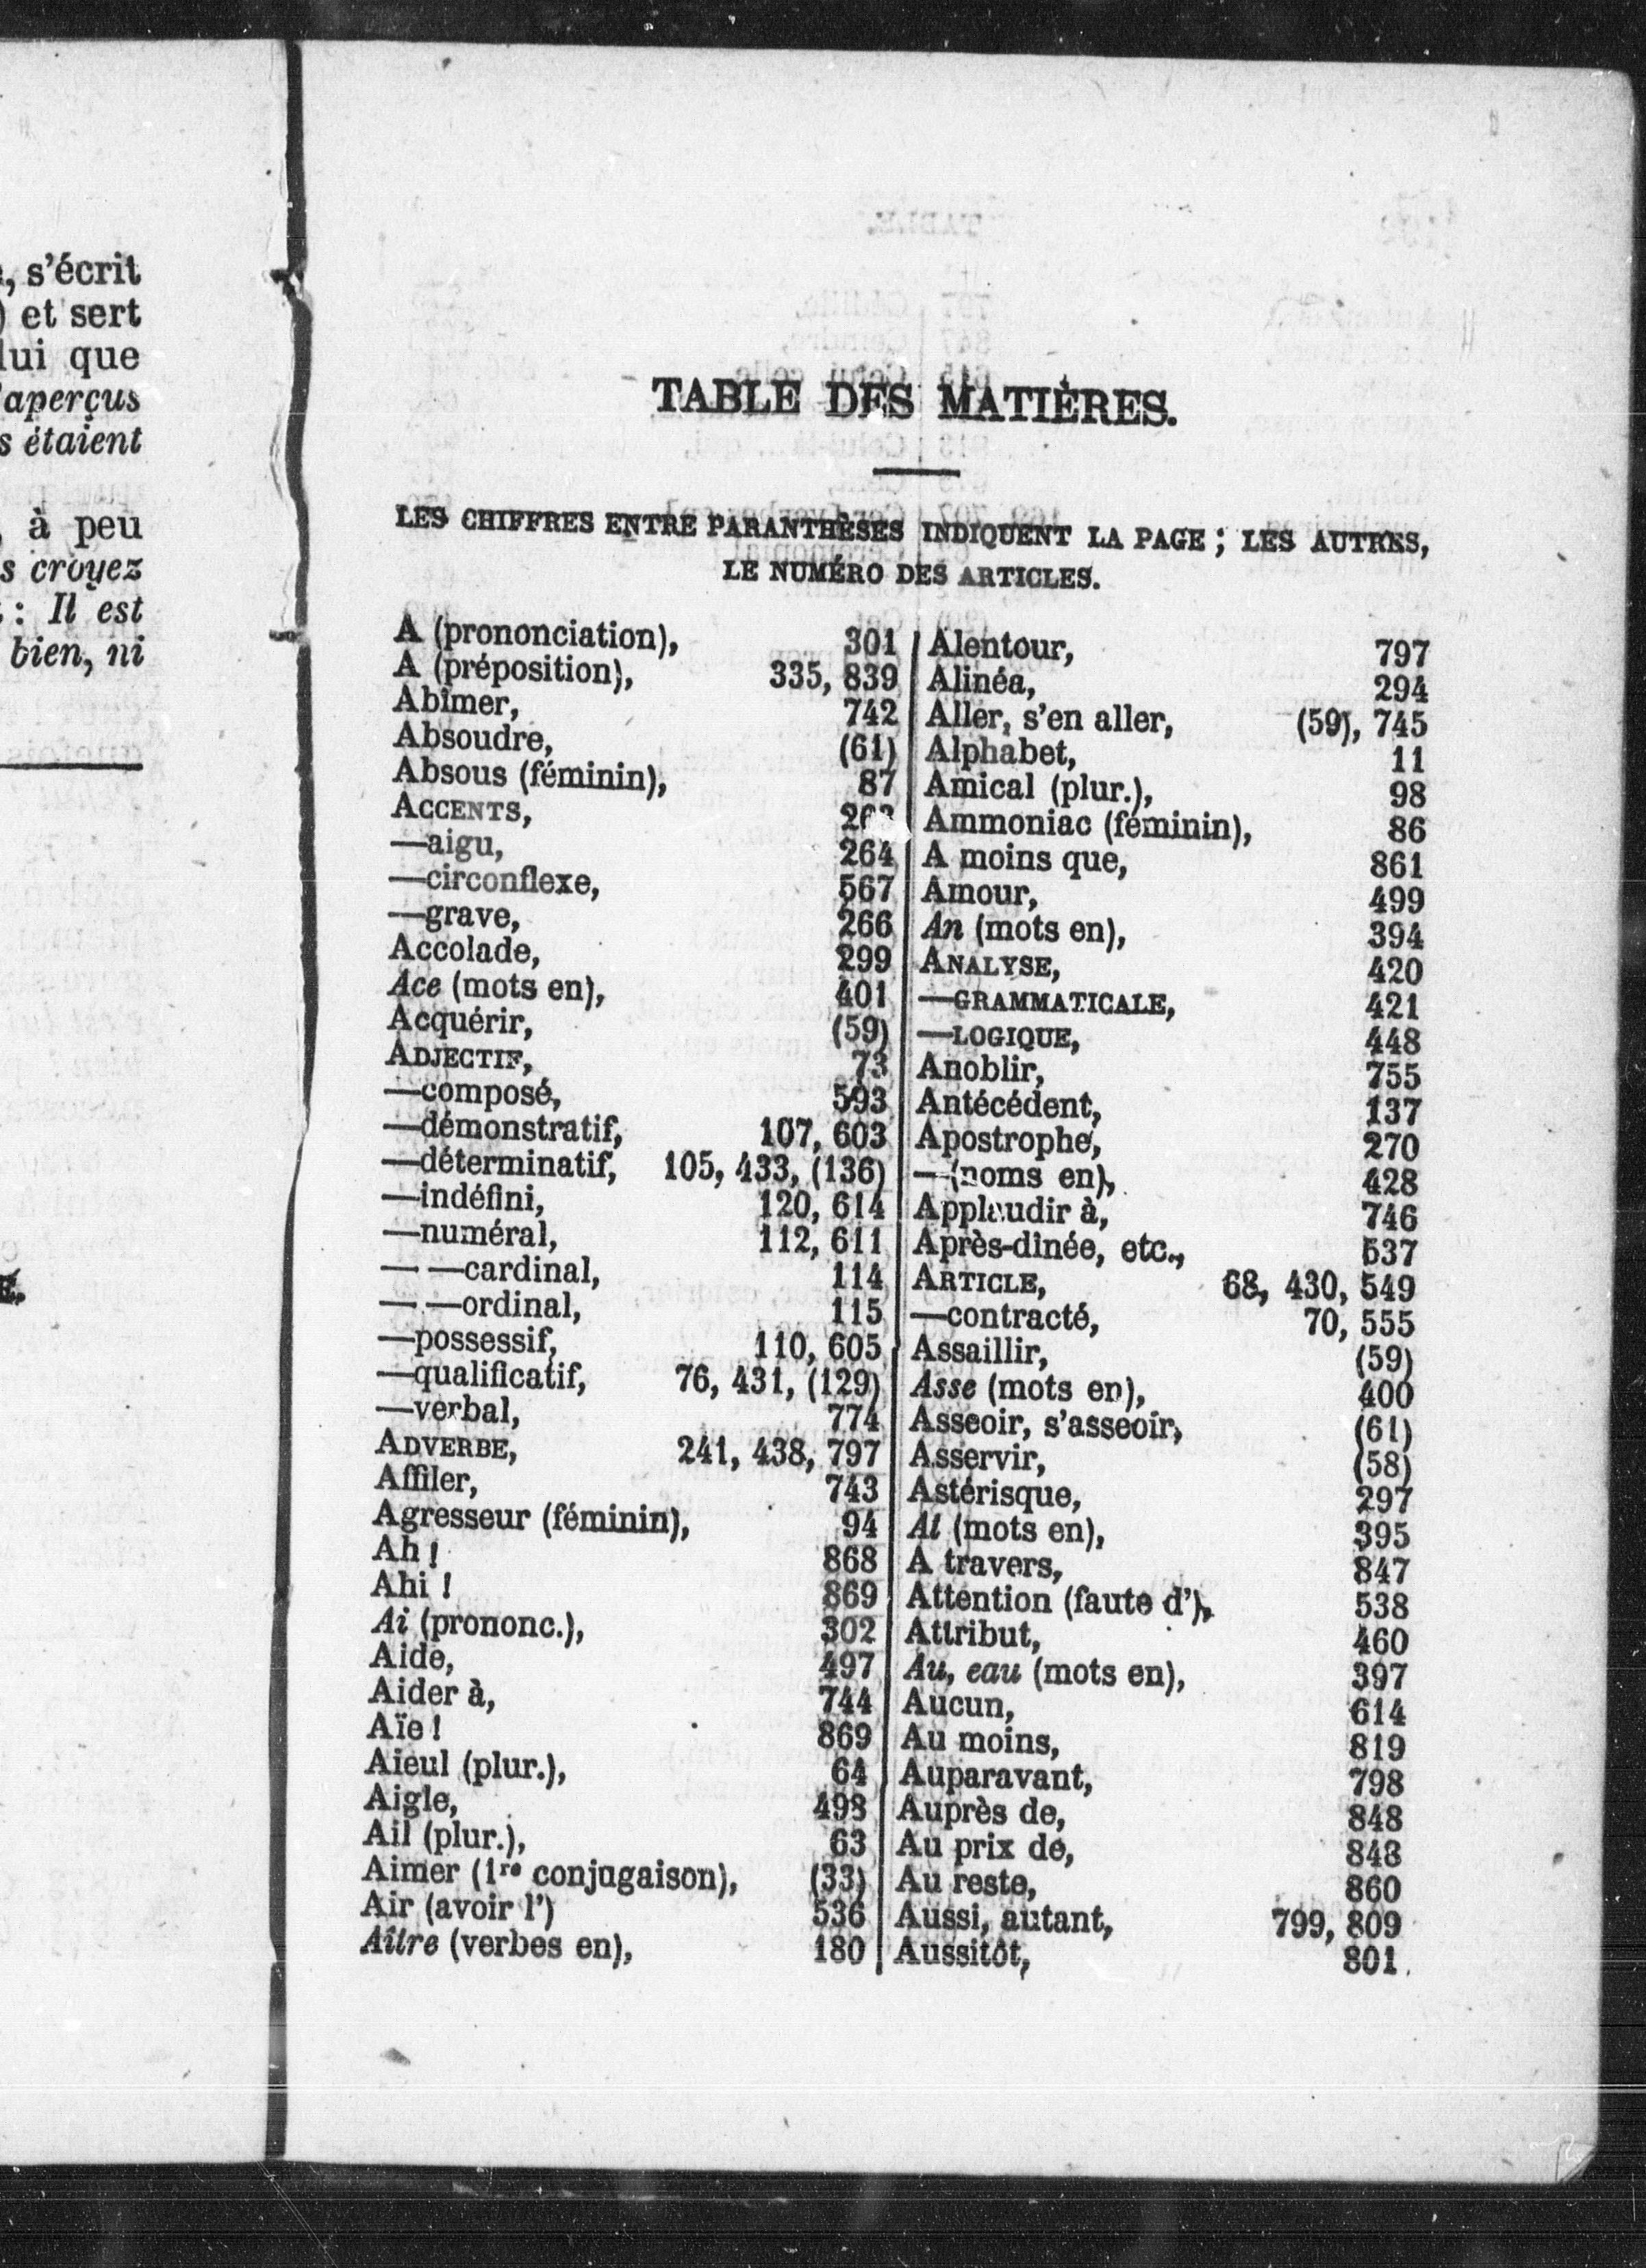 , s'écrit
) et sert
lui que
'aperçus
s étaient
, à peu
s croyez
: Il est
bien, ni
E.
TABLE DES MATIÈRES.
LES CHIFFRES ENTRE PARANTHÈSES INDIQUENT LA PAGE ; LES AUTRES,
LE NUMÉRO DES ARTICLES.
A (prononciation), 301
A (préposition), 335, 839
Abîmer, 742
Absoudre, (61)
Absous (féminin), 87
ACCENTS,
—aigu, 264
—circonflexe, 567
—grave, 266
Accolade, 299
Ace (mots en), 401
Acquérir, (59)
ADJECTIF, 73
—composé, 593
—démonstratif, 107, 603
—déterminatif, 105, 433, (136)
—indéfini, 120, 614
—numéral, 112, 611
— —cardinal, 114
— —ordinal, 115
—possessif, 110, 605
—qualificatif, 76, 431, (129)
—verbal, 774
ADVERBE, 241, 438, 797
Affiler, 743
Agresseur (féminin), 94
Ah ! 868
Ahi ! 869
Ai (prononc.), 302
Aide, 497
Aider à, 744
Aïe ! 869
Aieul (plur.), 64
Aigle, 498
Ail (plur.), 63
Aimer (1re conjugaison), (33)
Air (avoir l') 536
Aître (verbes en), 180
Alentour, 797
Alinéa, 294
Aller, s'en aller, (59), 745
Alphabet, 11
Amical (plur.), 98
Ammoniac (féminin), 86
A moins que, 861
Amour, 499
An (mots en), 394
ANALYSE, 420
—GRAMMATICALE, 421
—LOGIQUE, 448
Anoblir, 755
Antécédent, 137
Apostrophe, 270
—(noms en), 428
Applaudir à, 746
Après-dînée, etc., 537
ARTICLE, 68, 430, 549
—contracté, 70, 555
Assaillir, (59)
Asse (mots en), 400
Asseoir, s'asseoir, (61)
Asservir, (58)
Astérisque, 297
At (mots en), 395
A travers, 847
Attention (faute d'), 538
Attribut, 460
Au, eau (mots en), 397
Aucun, 614
Au moins, 819
Auparavant, 798
Auprès de, 848
Au prix de, 848
Au reste, 860
Aussi, autant, 799, 809
Aussitôt, 801